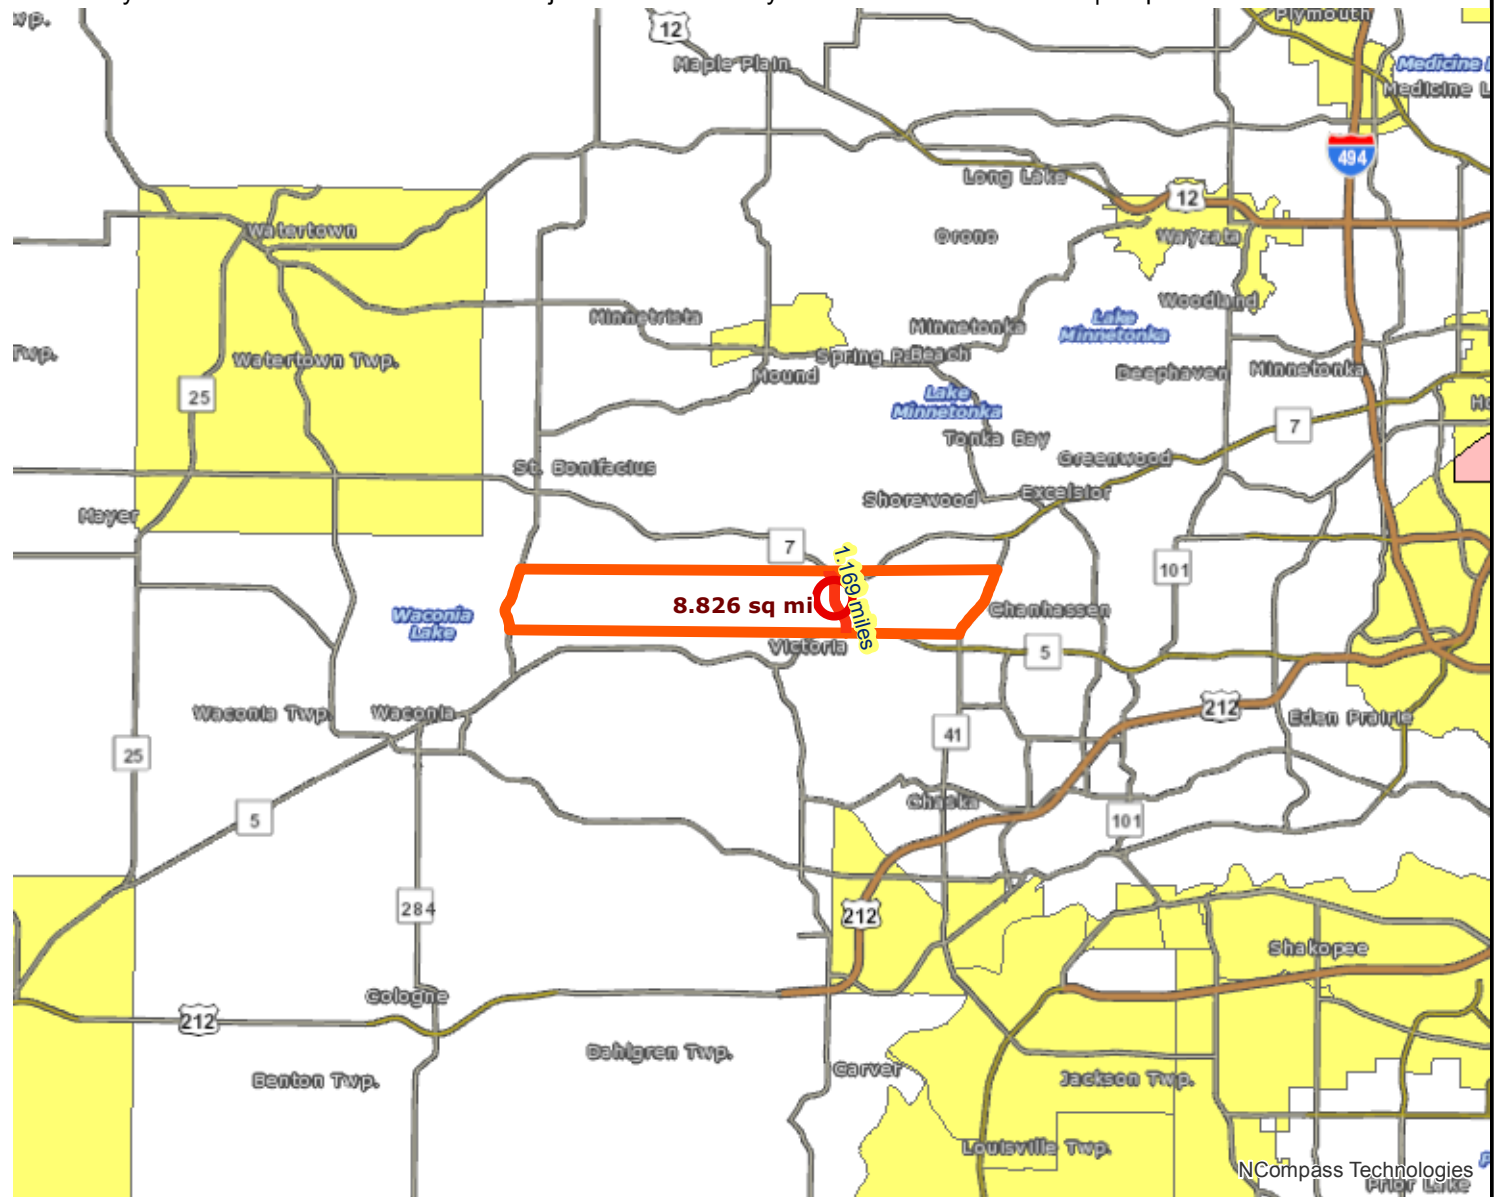 12
Plymouth
wp.
Maple Plain
Medicine L
494
Long Lake
12
Watertown
Orono
Wayzata
Woodland
Minnetrista
Minnetonka
Lake
Minnetonka
Twp.
Watertown Twp.
Spring P
Beach
Mound
Deephaven
Minnetonka
25
Lake
Minnetonka
Ho
7
Tonka Bay
Greenwood
St. Bonifacius
Shorewood
Excelsior
Mayer
7
101
1.169 miles
8.826 sq mi
Chanhassen
Waconia
Lake
Victoria
5
Waconia Twp.
Waconia
212
Eden Prairie
25
41
Chaska
5
101
284
212
Shakopee
Cologne
212
Dahlgren Twp.
Carver
Benton Twp.
Jackson Twp.
Louisville Twp.
NCompass Technologies
Prior Lake